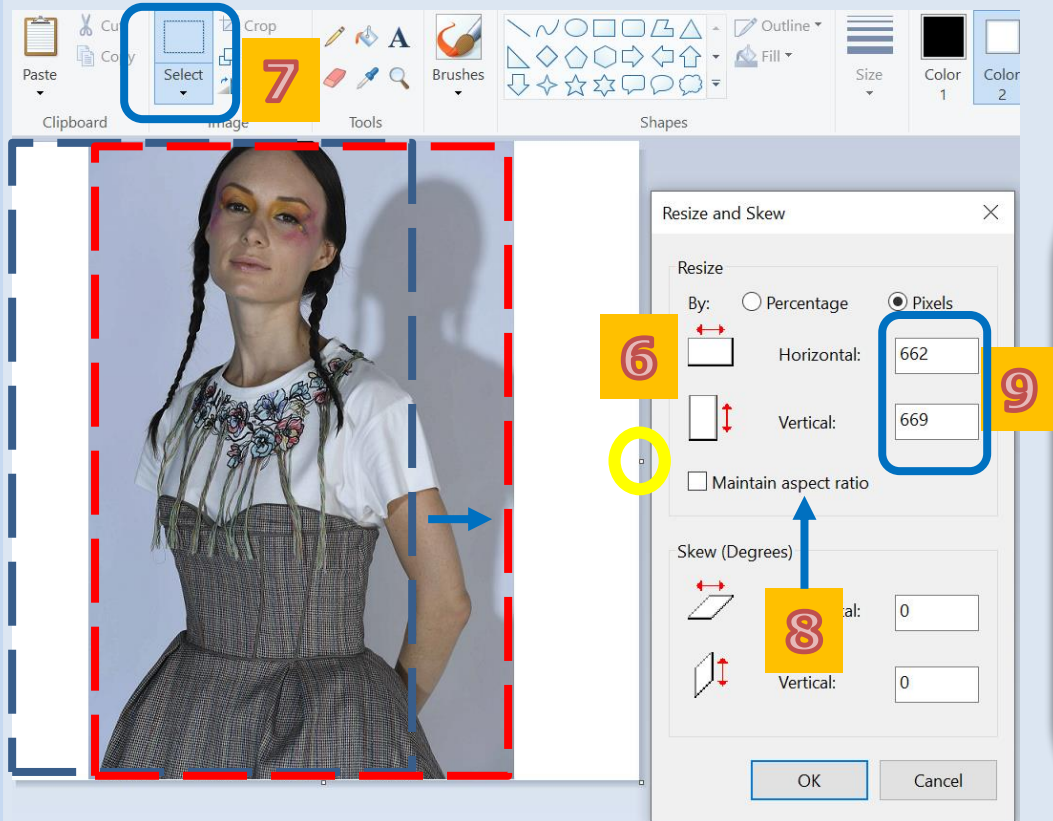 Cu
Crop
Copy
A
Paste
Select
Brushes
Outline
Fill
Size
Color
1
Color
2
Clipboard
Image
Tools
Shapes
7
Resize and Skew
Resize
By:
Percentage
Pixels
6
Horizontal:
662
9
Vertical:
669
Maintain aspect ratio
Skew (Degrees)
8
tal:
0
Vertical:
0
OK
Cancel